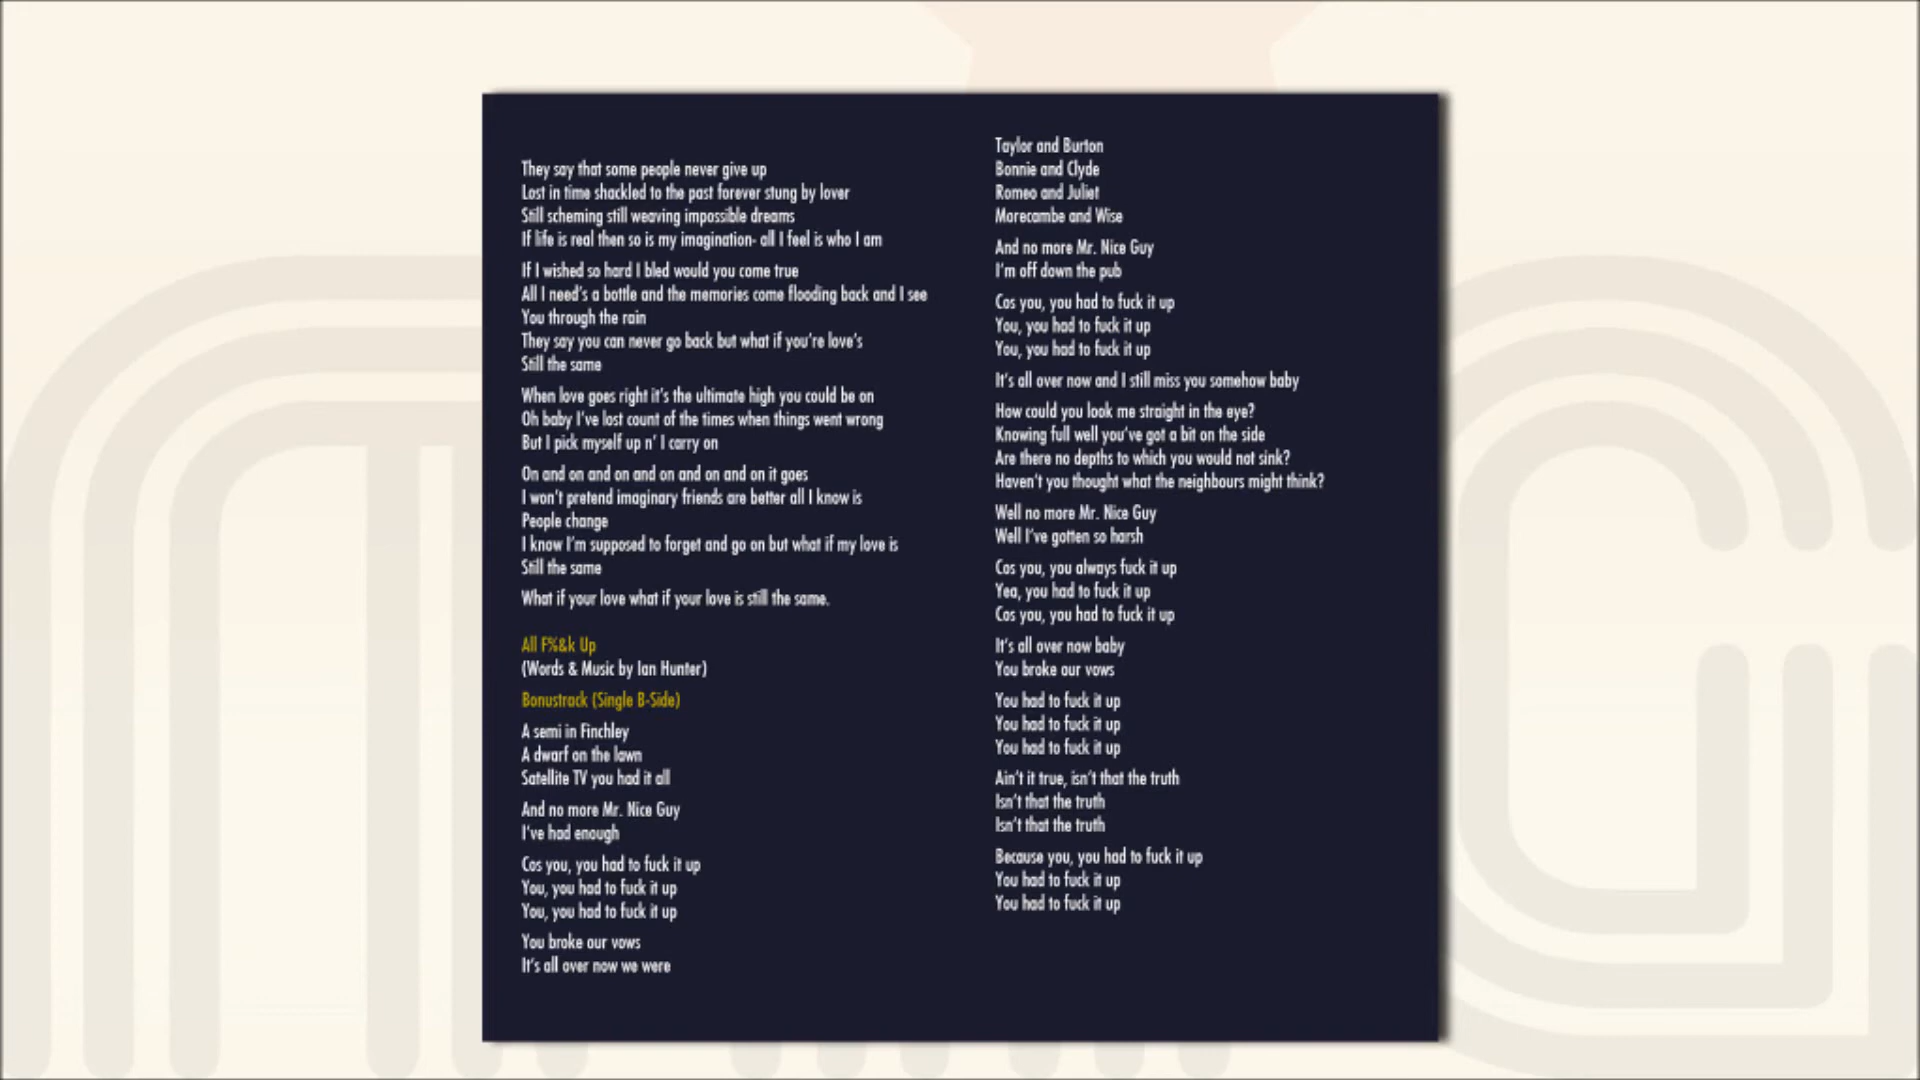 They say that some people never give up
Lost in time shackled to the past forever stung by lover
Still scheming still weaving impossible dreams
If life is real then so is my imagination- all I feel is who I am
If I wished so hard I bled would you come true
All I need's a bottle and the memories come flooding back and I see
You through the rain
They say you can never go back but what if you're love's
Still the same
When love goes right it's the ultimate high you could be on
Oh baby I've lost count of the times when things went wrong
But I pick myself up n' I carry on
On and on and on and on and on and on it goes
I won't pretend imaginary friends are better all I know is
People change
I know I'm supposed to forget and go on but what if my love is
Still the same
What if your love what if your love is still the same.
All F%&k Up
(Words & Music by Ian Hunter)
Bonustrack (Single B-Side)
A semi in Finchley
A dwarf on the lawn
Satellite TV you had it all
And no more Mr. Nice Guy
I've had enough
Cos you, you had to fuck it up
You, you had to fuck it up
You, you had to fuck it up
You broke our vows
It's all over now we were
Taylor and Burton
Bonnie and Clyde
Romeo and Juliet
Morecambe and Wise
And no more Mr. Nice Guy
I'm off down the pub
Cos you, you had to fuck it up
You, you had to fuck it up
You, you had to fuck it up
It's all over now and I still miss you somehow baby
How could you look me straight in the eye?
Knowing full well you've got a bit on the side
Are there no depths to which you would not sink?
Haven't you thought what the neighbours might think?
Well no more Mr. Nice Guy
Well I've gotten so harsh
Cos you, you always fuck it up
Yea, you had to fuck it up
Cos you, you had to fuck it up
It's all over now baby
You broke our vows
You had to fuck it up
You had to fuck it up
You had to fuck it up
Ain't it true, isn't that the truth
Isn't that the truth
Isn't that the truth
Because you, you had to fuck it up
You had to fuck it up
You had to fuck it up